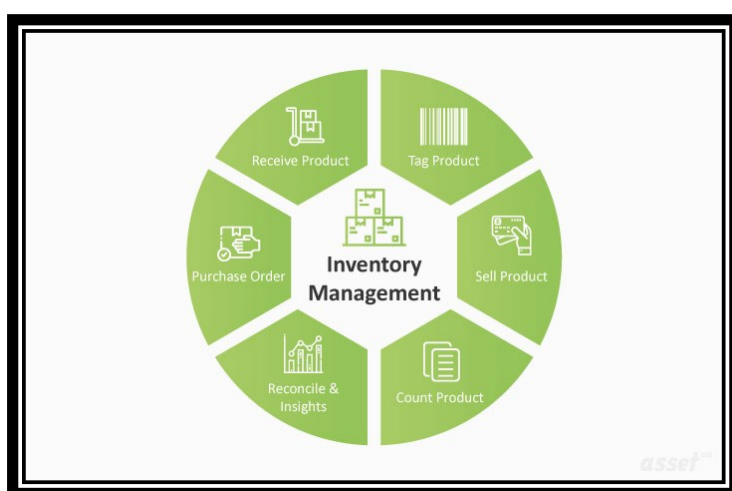 Receive Product
Tag Product
Purchase Order
Inventory
Management
Sell Product
Reconcile &
Insights
Count Product
asset